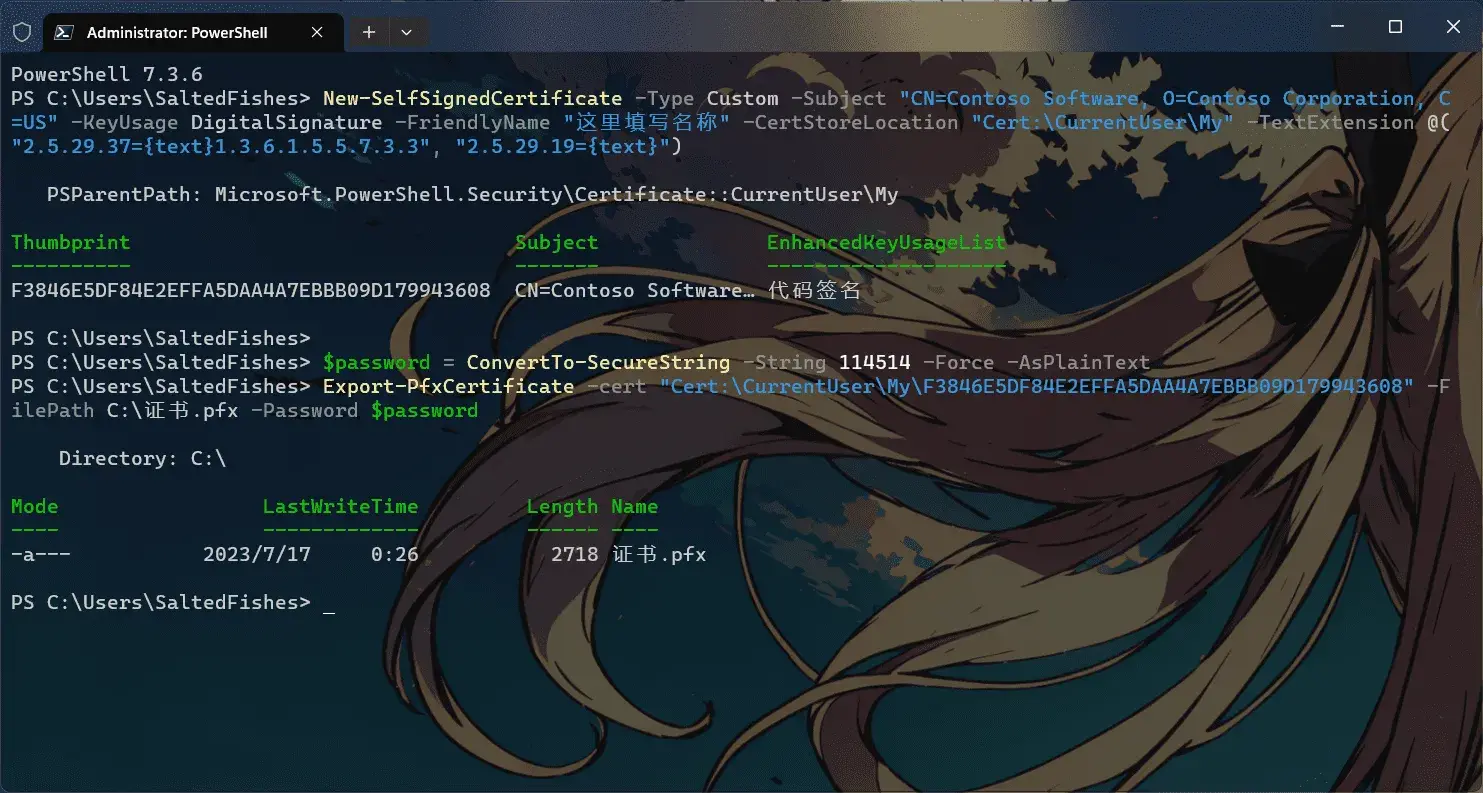 Administrator: PowerShell
PowerShell 7.3.6
PS C:\Users\SaltedFishes> New-SelfSignedCertificate -Type Custom -Subject "CN=Contoso Software, O=Contoso Corporation, C
=US" -KeyUsage DigitalSignature -FriendlyName "这里填写名称" -CertStoreLocation "Cert:\CurrentUser\My" -TextExtension @(
"2.5.29.37={text}1.3.6.1.5.5.7.3.3", "2.5.29.19={text}")
PSParentPath: Microsoft.PowerShell.Security\Certificate::CurrentUser\My
Thumbprint Subject EnhancedKeyUsageList
---------- ------- --------------------
F3846E5DF84E2EFFA5DAA4A7EBBB09D179943608 CN=Contoso Software… 代码签名
PS C:\Users\SaltedFishes>
PS C:\Users\SaltedFishes> $password = ConvertTo-SecureString -String 114514 -Force -AsPlainText
PS C:\Users\SaltedFishes> Export-PfxCertificate -cert "Cert:\CurrentUser\My\F3846E5DF84E2EFFA5DAA4A7EBBB09D179943608" -F
ilePath C:\证书.pfx -Password $password
Directory: C:\
Mode LastWriteTime Length Name
---- ------------- ------ ----
-a--- 2023/7/17 0:26 2718 证书.pfx
PS C:\Users\SaltedFishes> _